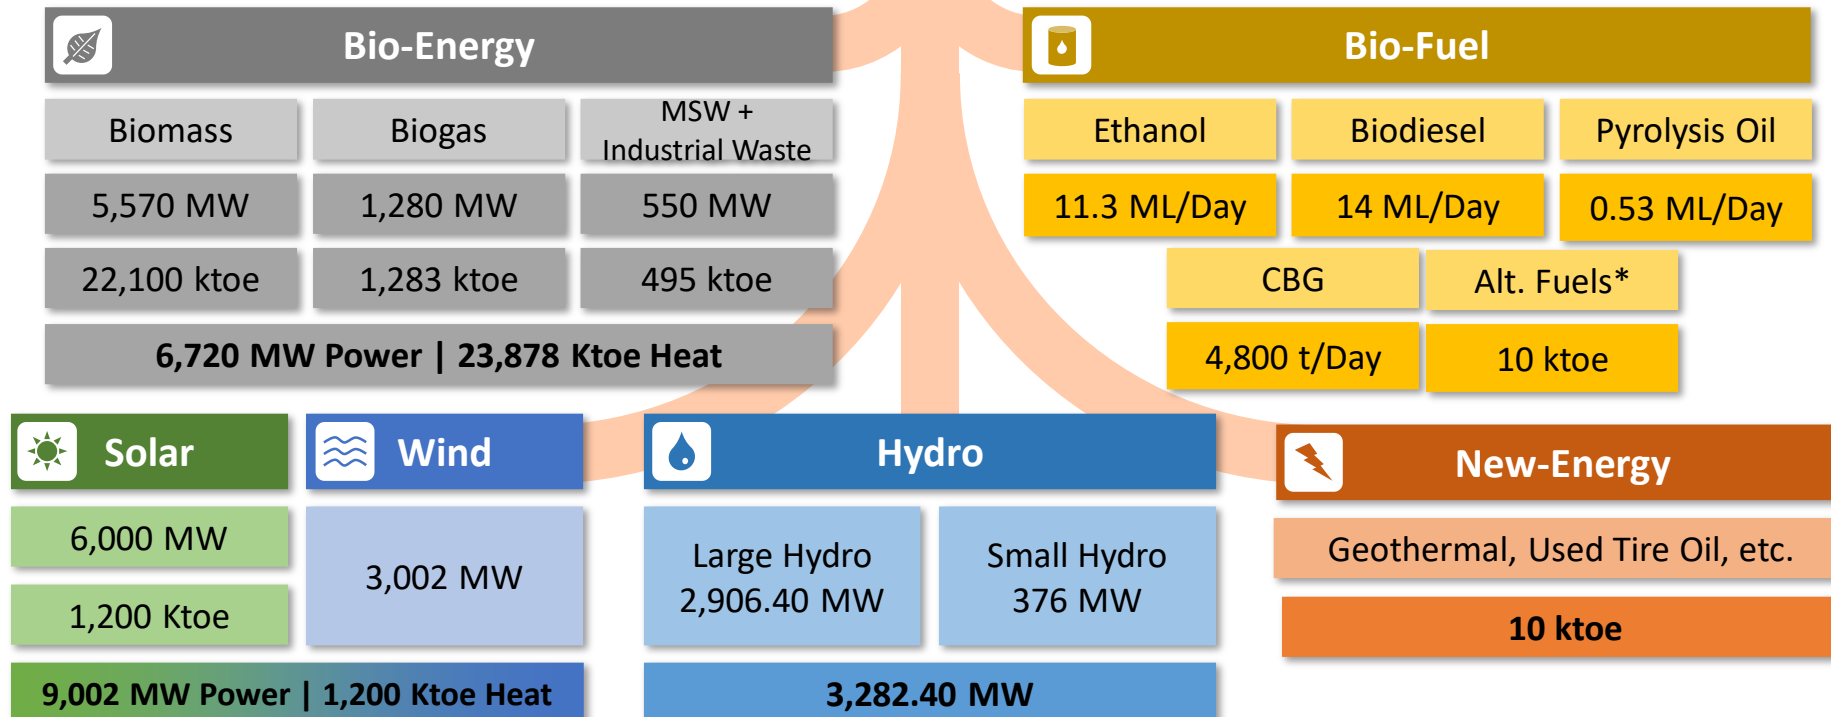 Bio-Energy
Biomass
Biogas
MSW +
Industrial Waste
5,570 MW
1,280 MW
550 MW
22,100 ktoe
1,283 ktoe
495 ktoe
6,720 MW Power | 23,878 Ktoe Heat
Bio-Fuel
Ethanol
Biodiesel
Pyrolysis Oil
11.3 ML/Day
14 ML/Day
0.53 ML/Day
CBG
Alt. Fuels*
4,800 t/Day
10 ktoe
Solar
6,000 MW
1,200 Ktoe
Wind
3,002 MW
9,002 MW Power | 1,200 Ktoe Heat
Hydro
Large Hydro
2,906.40 MW
Small Hydro
376 MW
3,282.40 MW
New-Energy
Geothermal, Used Tire Oil, etc.
10 ktoe